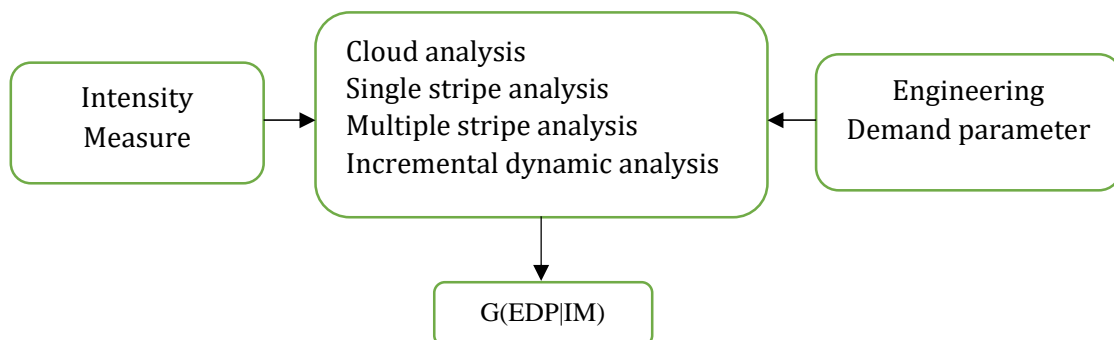 Intensity
Measure
Cloud analysis
Single stripe analysis
Multiple stripe analysis
Incremental dynamic analysis
Engineering
Demand parameter
G(EDP|IM)